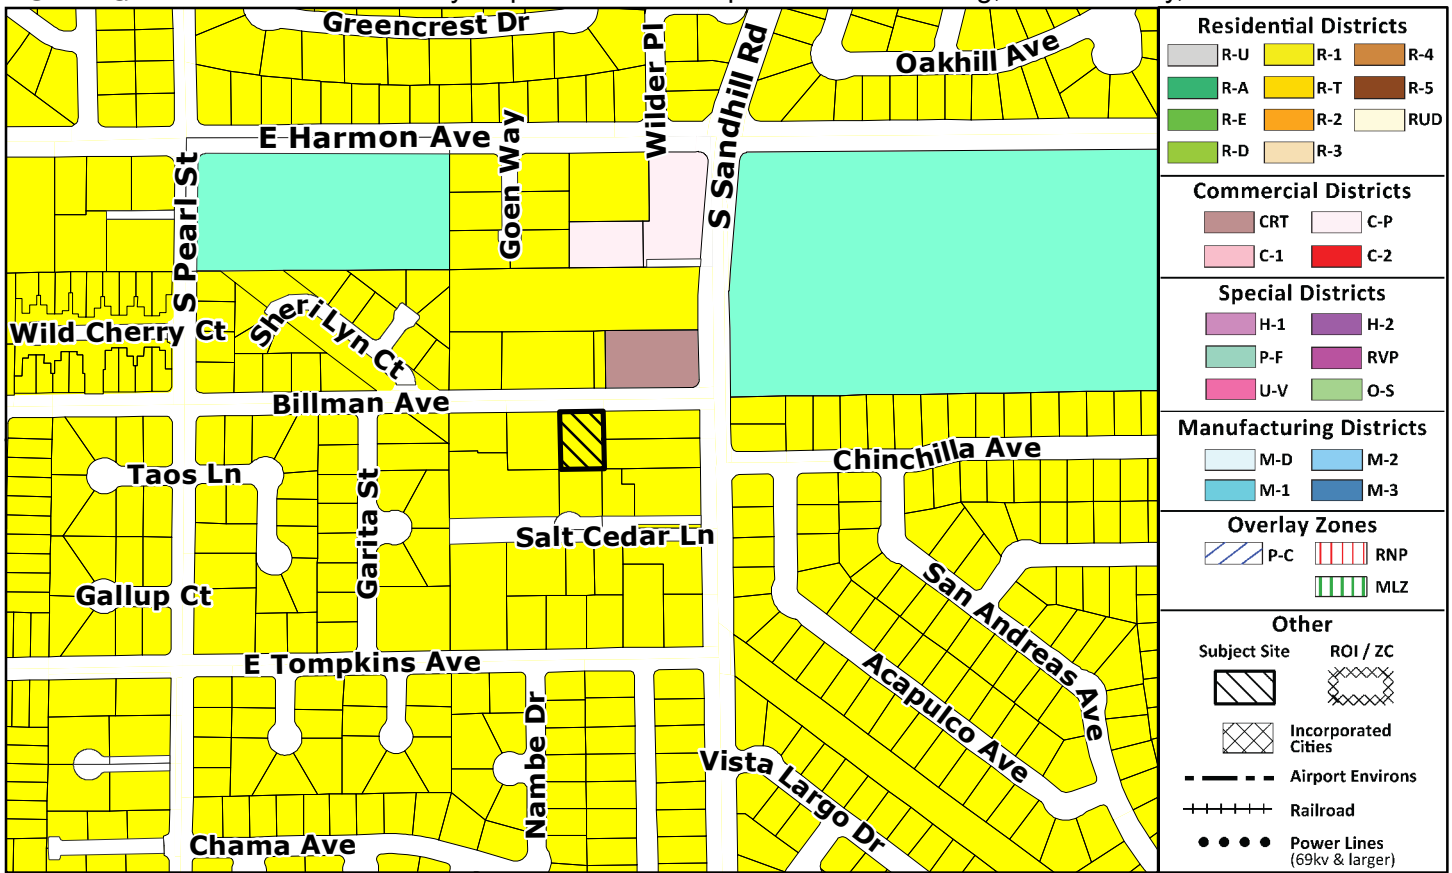 Greencrest Dr
Wilder Pl
S Sandhill Rd
Oakhill Ave
E Harmon Ave
Goen Way
S Pearl St
Wild Cherry Ct
Sheri Lyn Ct
Billman Ave
Chinchilla Ave
Taos Ln
Garita St
Salt Cedar Ln
Gallup Ct
San Andreas Ave
E Tompkins Ave
Acapulco Ave
Nambe Dr
Vista Largo Dr
Chama Ave
Residential Districts
R-U R-1 R-4
R-A R-T R-5
R-E R-2 RUD
R-D R-3
Commercial Districts
CRT C-P
C-1 C-2
Special Districts
H-1 H-2
P-F RVP
U-V O-S
Manufacturing Districts
M-D M-2
M-1 M-3
Overlay Zones
P-C RNP
MLZ
Other
Subject Site ROI / ZC
Incorporated
Cities
Airport Environs
Railroad
Power Lines
(69kv & larger)